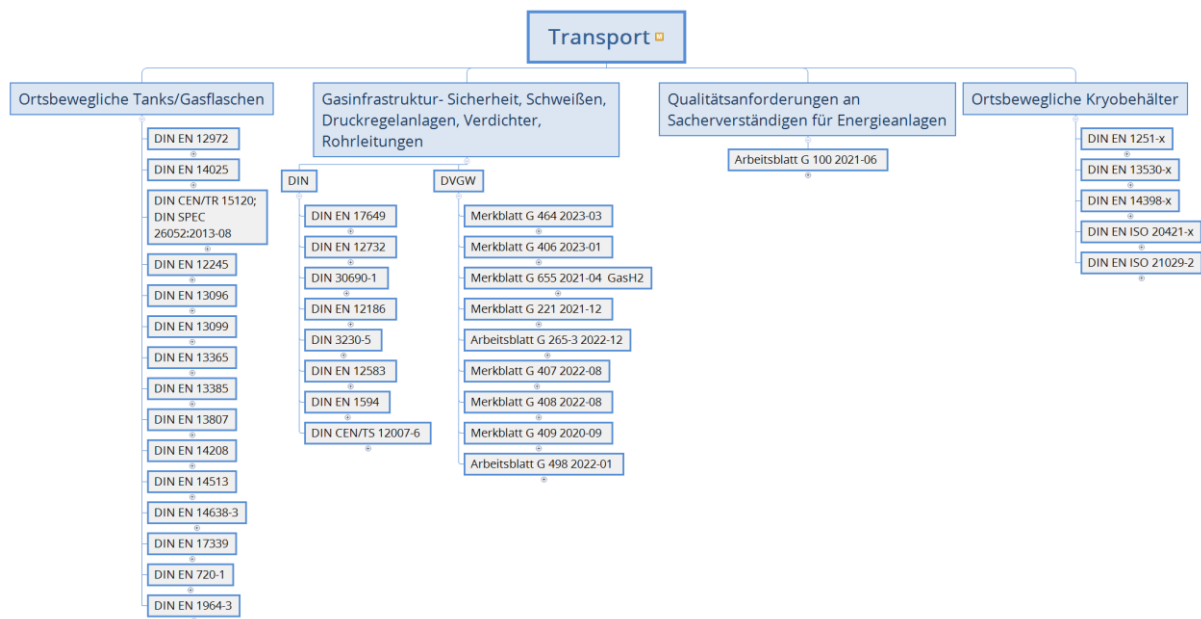 Transport
Ortsbewegliche Tanks/Gasflaschen
DIN EN 12972
DIN EN 14025
DIN CEN/TR 15120;
DIN SPEC
26052:2013-08
DIN EN 12245
DIN EN 13096
DIN EN 13099
DIN EN 13365
DIN EN 13385
DIN EN 13807
DIN EN 14208
DIN EN 14513
DIN EN 14638-3
DIN EN 17339
DIN EN 720-1
DIN EN 1964-3
Gasinfrastruktur- Sicherheit, Schweißen,
Druckregelanlagen, Verdichter,
Rohrleitungen
DIN
DIN EN 17649
DIN EN 12732
DIN 30690-1
DIN EN 12186
DIN 3230-5
DIN EN 12583
DIN EN 1594
DIN CEN/TS 12007-6
DVGW
Merkblatt G 464 2023-03
Merkblatt G 406 2023-01
Merkblatt G 655 2021-04 GasH2
Merkblatt G 221 2021-12
Arbeitsblatt G 265-3 2022-12
Merkblatt G 407 2022-08
Merkblatt G 408 2022-08
Merkblatt G 409 2020-09
Arbeitsblatt G 498 2022-01
Qualitätsanforderungen an
Sacherverständigen für Energieanlagen
Arbeitsblatt G 100 2021-06
Ortsbewegliche Kryobehälter
DIN EN 1251-x
DIN EN 13530-x
DIN EN 14398-x
DIN EN ISO 20421-x
DIN EN ISO 21029-2